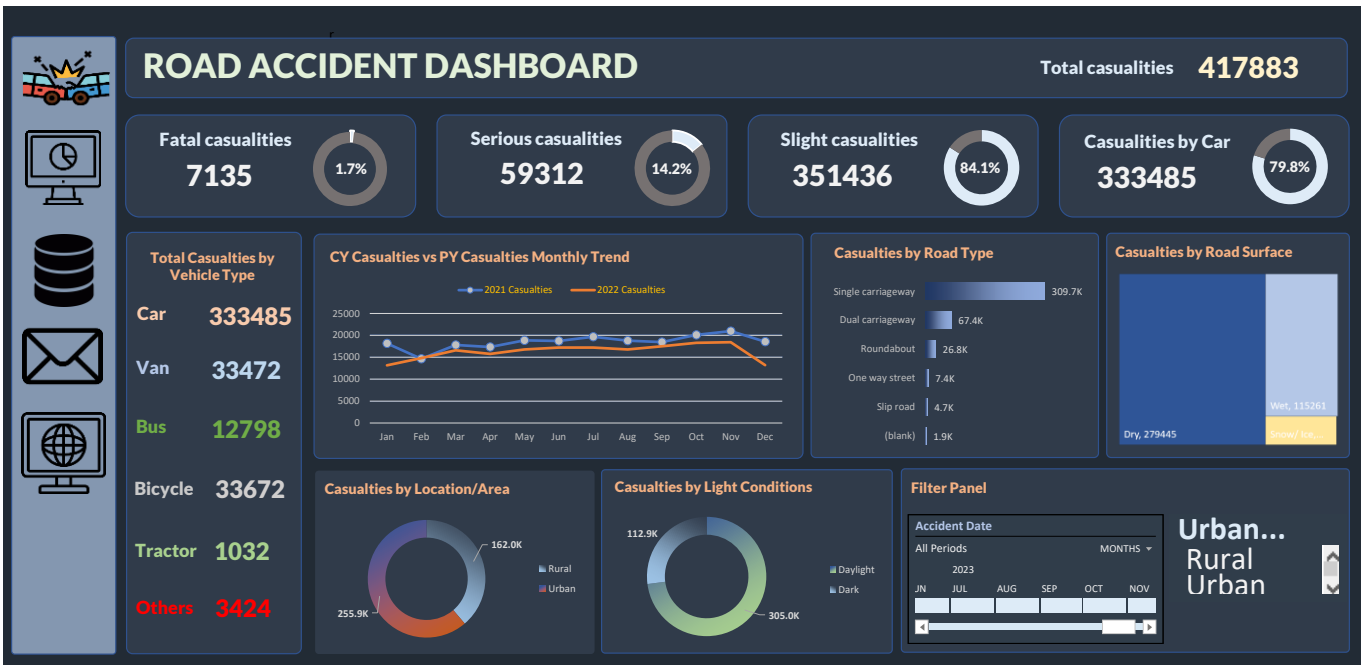 ROAD ACCIDENT DASHBOARD
Total casualities 417883
Fatal casualities
7135
1.7%
Serious casualities
59312
14.2%
Slight casualities
351436
84.1%
Casualities by Car
333485
79.8%
Total Casualties by
Vehicle Type
Car 333485
Van 33472
Bus 12798
Bicycle 33672
Tractor 1032
Others 3424
CY Casualties vs PY Casualties Monthly Trend
2021 Casualties 2022 Casualties
25000
20000
15000
10000
5000
0
Jan Feb Mar Apr May Jun Jul Aug Sep Oct Nov Dec
Casualties by Road Type
Single carriageway 309.7K
Dual carriageway 67.4K
Roundabout 26.8K
One way street 7.4K
Slip road 4.7K
(blank) 1.9K
Casualties by Road Surface
Wet, 115261
Dry, 279445
Snow/ Ice,...
Casualties by Location/Area
162.0K
Rural
Urban
255.9K
Casualties by Light Conditions
112.9K
Daylight
Dark
305.0K
Filter Panel
Accident Date
All Periods MONTHS
2023
JN JUL AUG SEP OCT NOV
Urban...
Rural
Urban